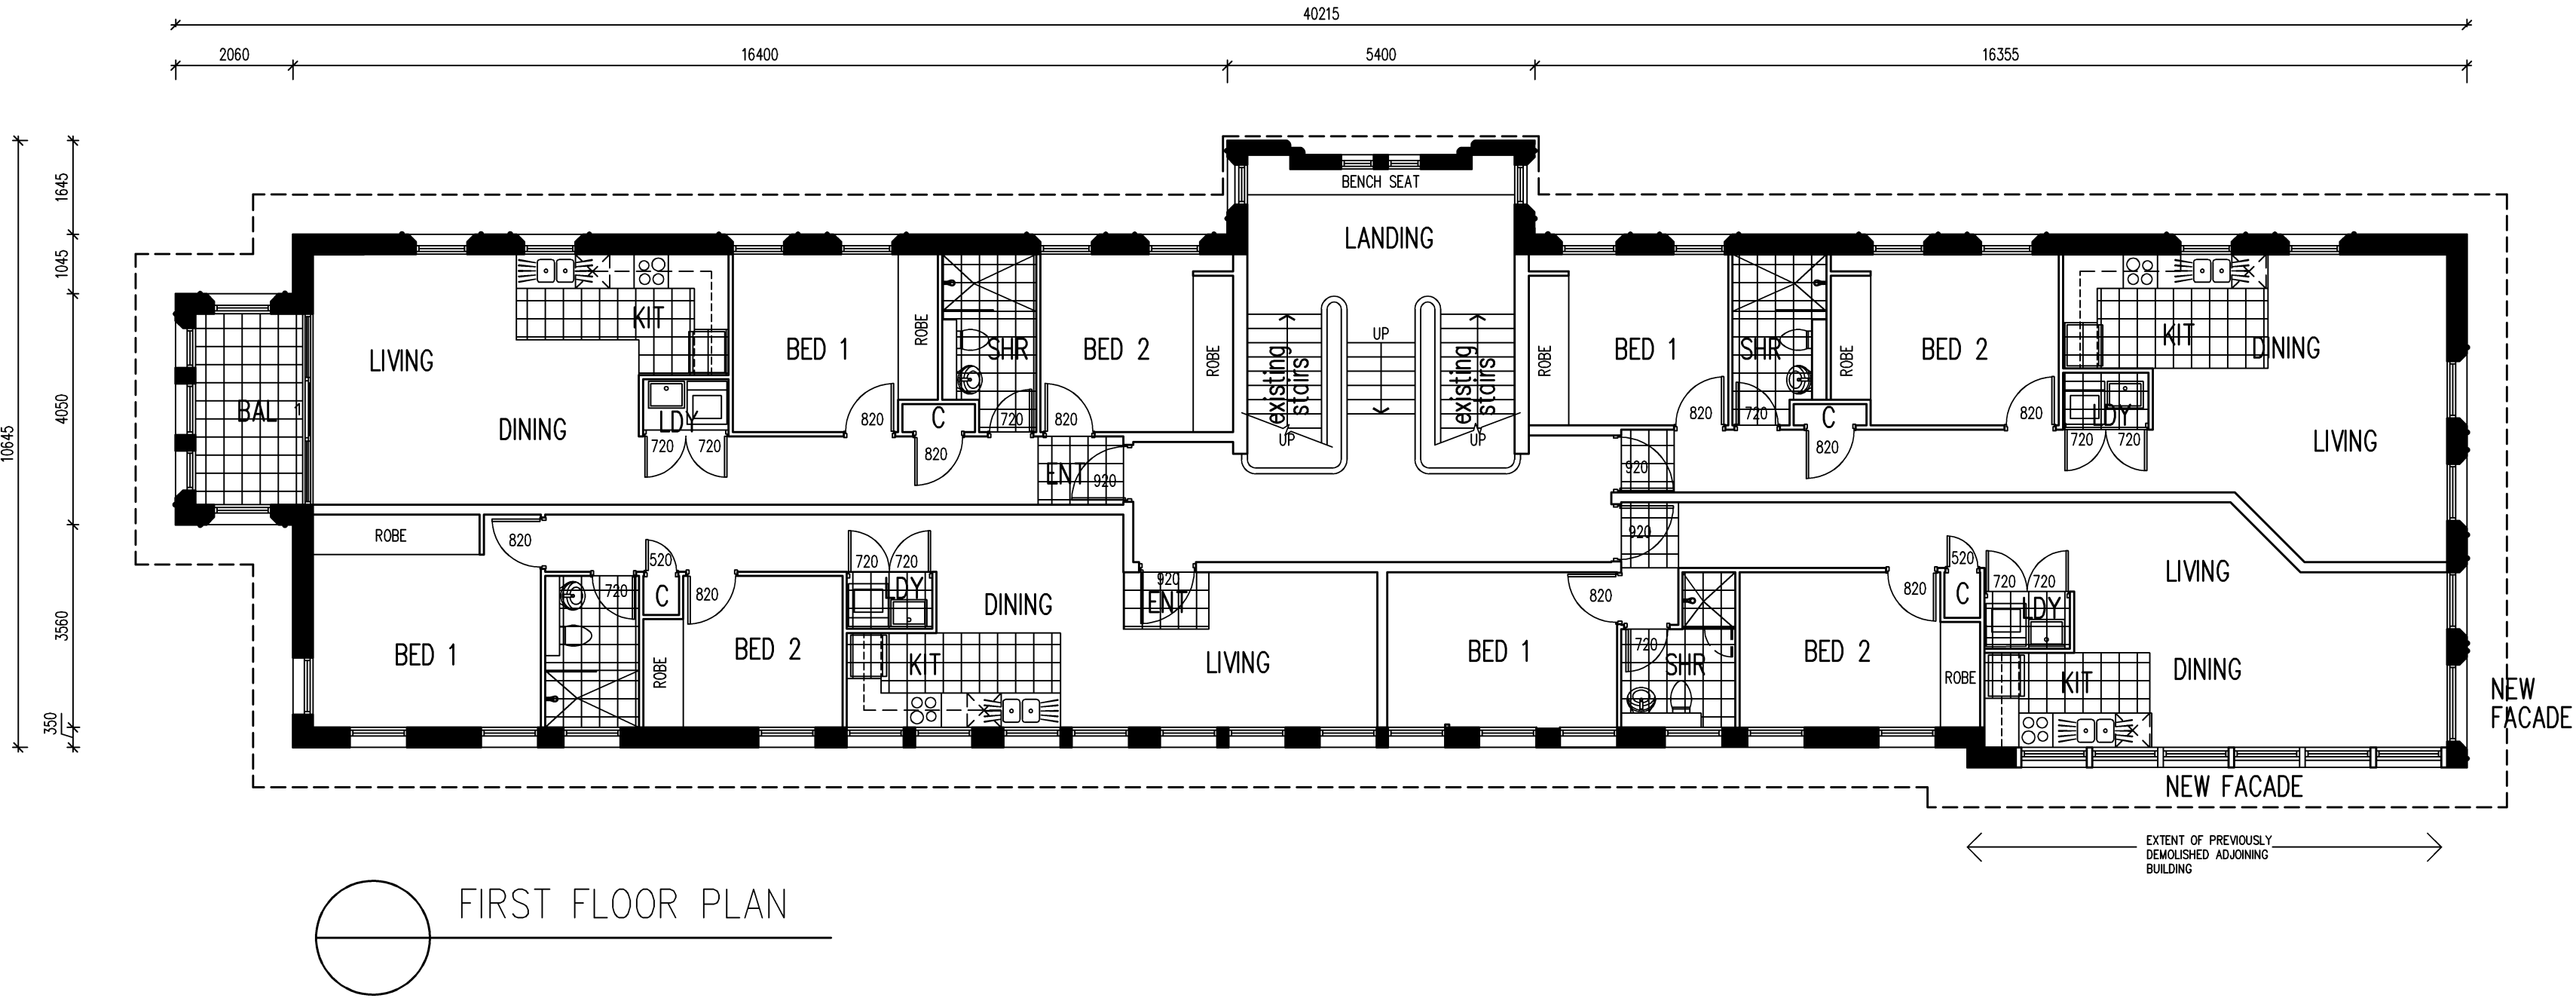 40215
2060
16400
5400
16355
10645
1645
1045
4050
3560
350
BENCH SEAT
LANDING
UP
existing
stairs
UP
existing
stairs
UP
LIVING
KIT
BED 1
ROBE
SHR
BED 2
ROBE
BAL 1
DINING
LDY
720 720
820
C
820
720
820
ENT
920
ROBE
BED 1
SHR
ROBE
BED 2
KIT
DINING
820
720
C
820
820
LDY
720 720
LIVING
920
920
ROBE
820
520
720
C
820
720 720
LDY
DINING
920
ENT
BED 1
ROBE
BED 2
KIT
LIVING
BED 1
820
720
SHR
BED 2
820
520
C
ROBE
720 720
LDY
LIVING
KIT
DINING
NEW
FACADE
NEW FACADE
EXTENT OF PREVIOUSLY
DEMOLISHED ADJOINING
BUILDING
FIRST FLOOR PLAN